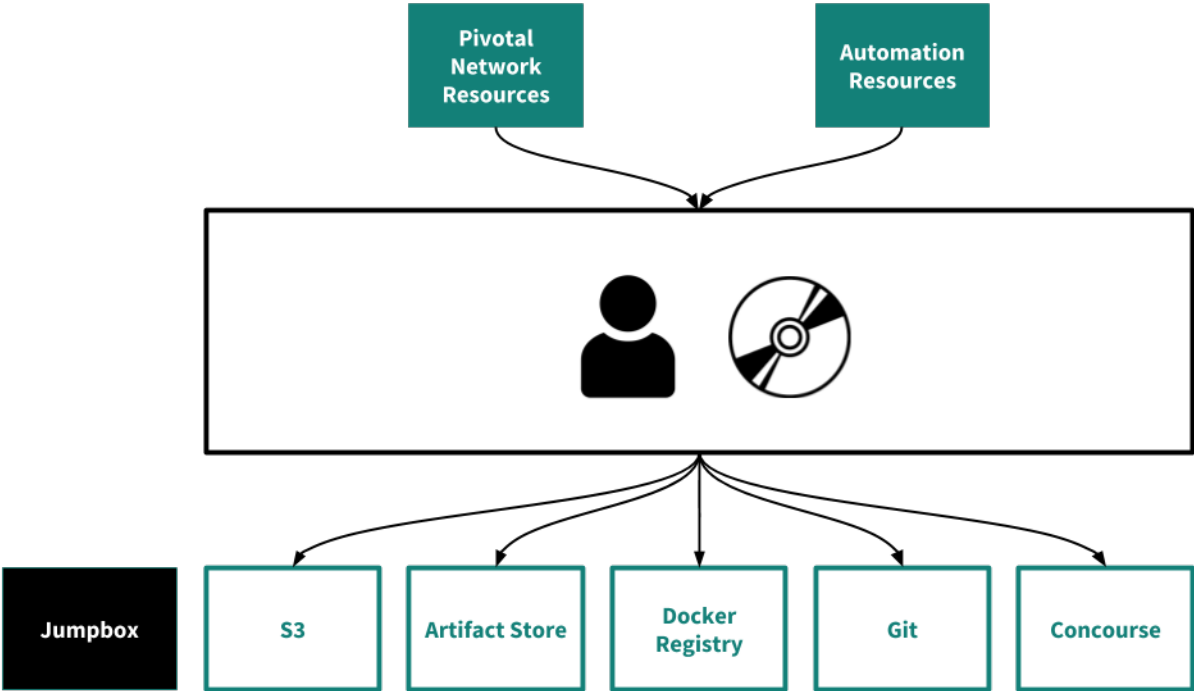 Pivotal
Network
Resources
Automation
Resources
Jumpbox
S3
Artifact Store
Docker
Registry
Git
Concourse